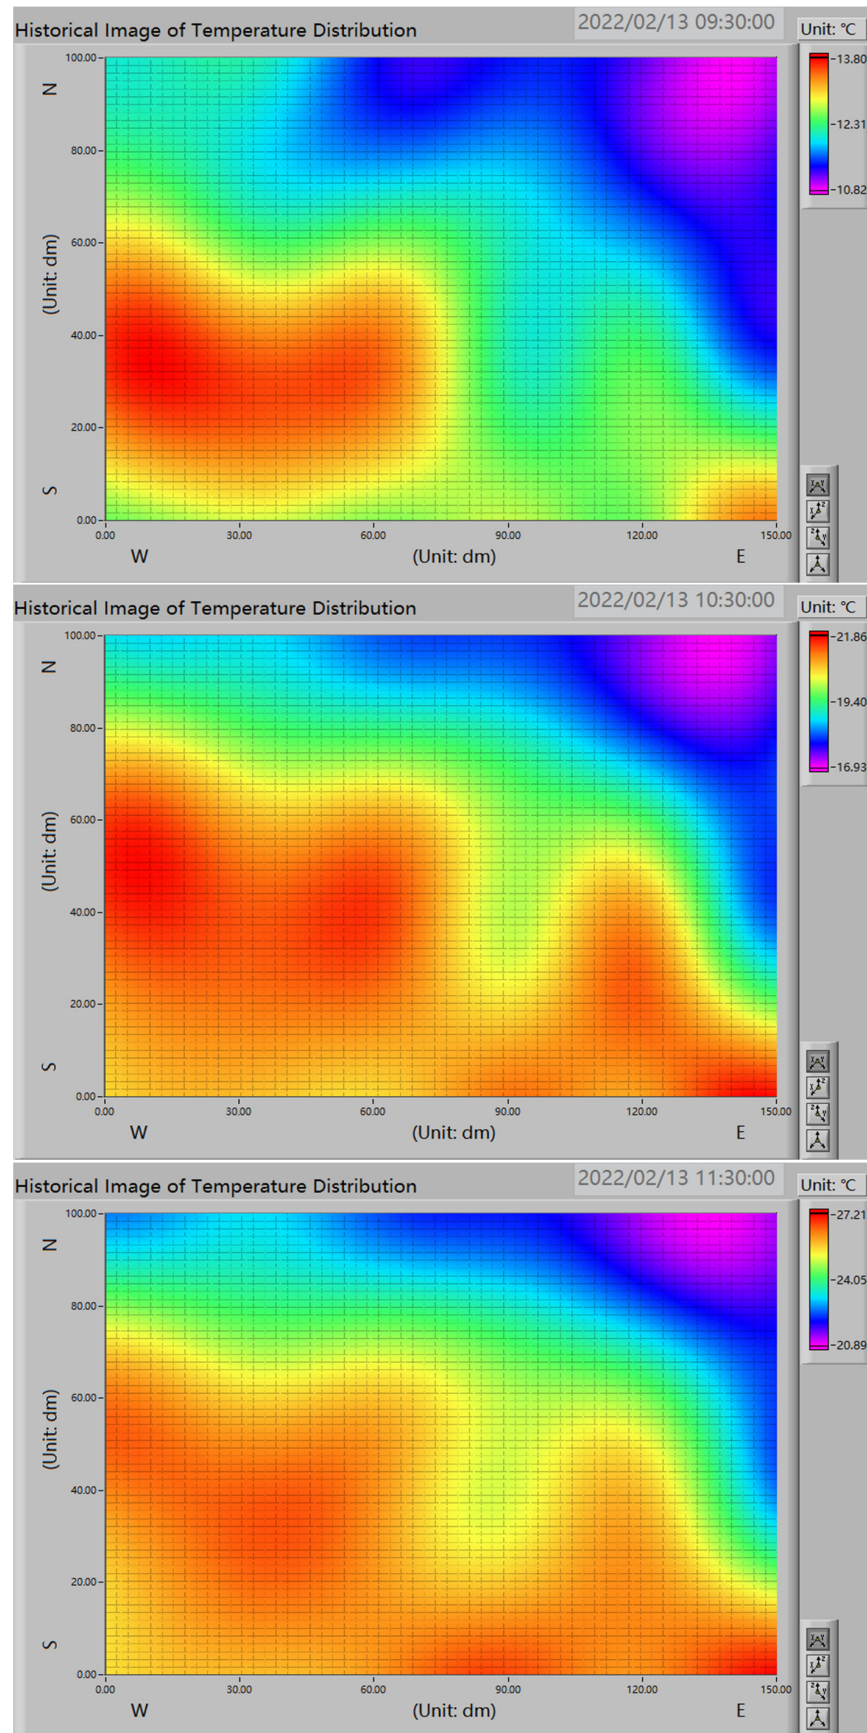 Historical Image of Temperature Distribution
2022/02/13 09:30:00
Unit: ℃
100.00
N
80.00
60.00
(Unit: dm)
40.00
20.00
S
0.00
0.00 30.00 60.00 90.00 120.00 150.00
W (Unit: dm) E
13.80
12.31
10.82
Historical Image of Temperature Distribution
2022/02/13 10:30:00
Unit: ℃
100.00
N
80.00
60.00
(Unit: dm)
40.00
20.00
S
0.00
0.00 30.00 60.00 90.00 120.00 150.00
W (Unit: dm) E
21.86
19.40
16.93
Historical Image of Temperature Distribution
2022/02/13 11:30:00
Unit: ℃
100.00
N
80.00
60.00
(Unit: dm)
40.00
20.00
S
0.00
0.00 30.00 60.00 90.00 120.00 150.00
W (Unit: dm) E
27.21
24.05
20.89